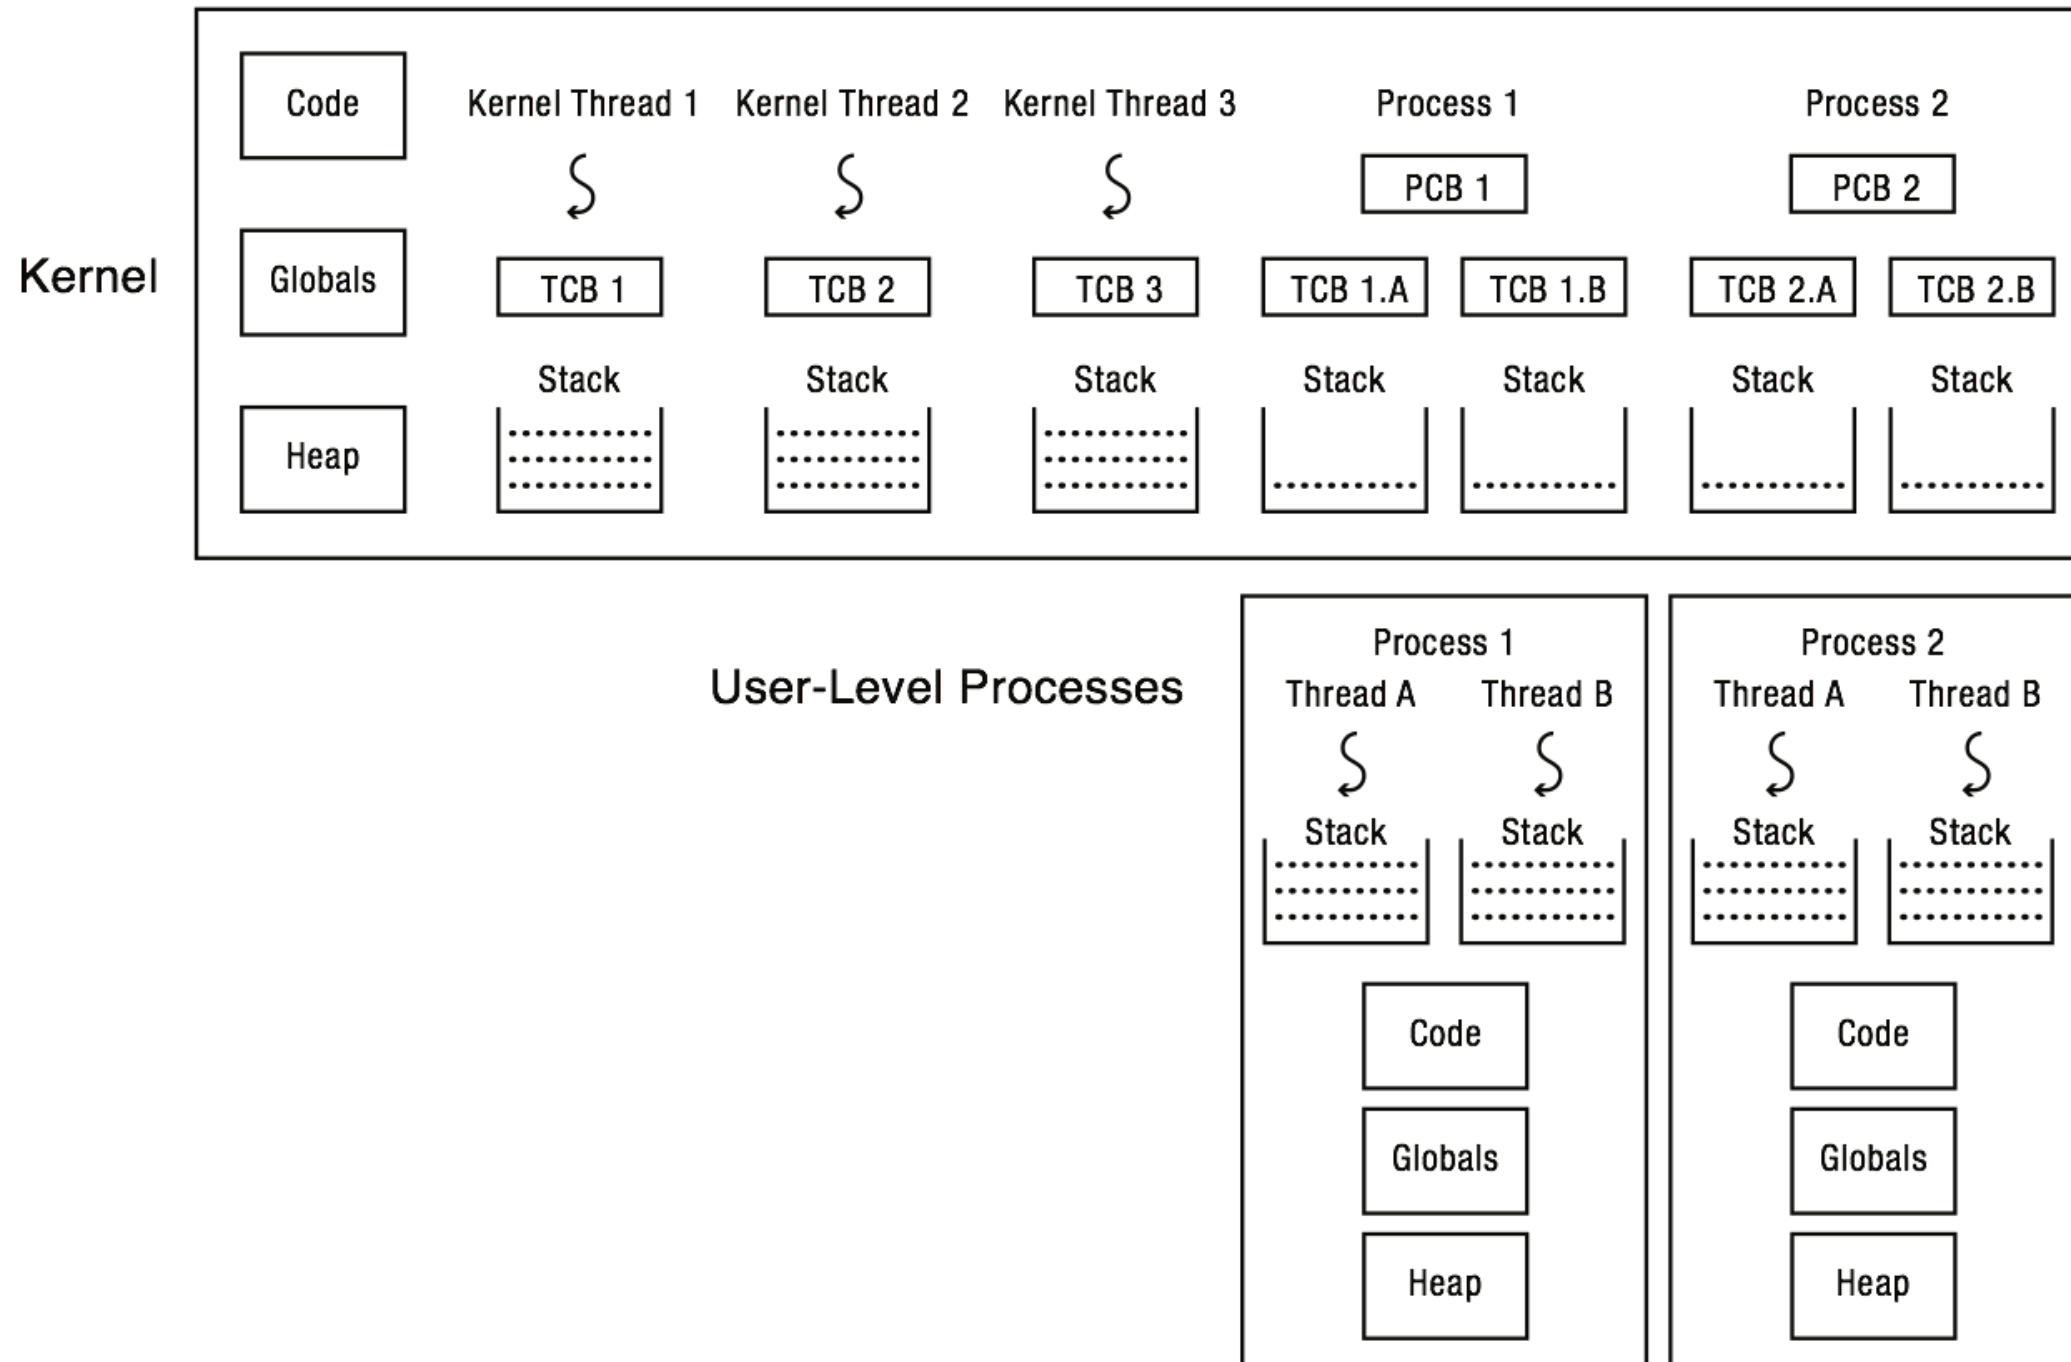 Code
Kernel Thread 1 Kernel Thread 2 Kernel Thread 3 Process 1 Process 2
PCB 1 PCB 2
Kernel
Globals
TCB 1 TCB 2 TCB 3 TCB 1.A TCB 1.B TCB 2.A TCB 2.B
Stack Stack Stack Stack Stack Stack Stack
Heap
User-Level Processes
Process 1
Thread A Thread B
Stack Stack
Code
Globals
Heap
Process 2
Thread A Thread B
Stack Stack
Code
Globals
Heap